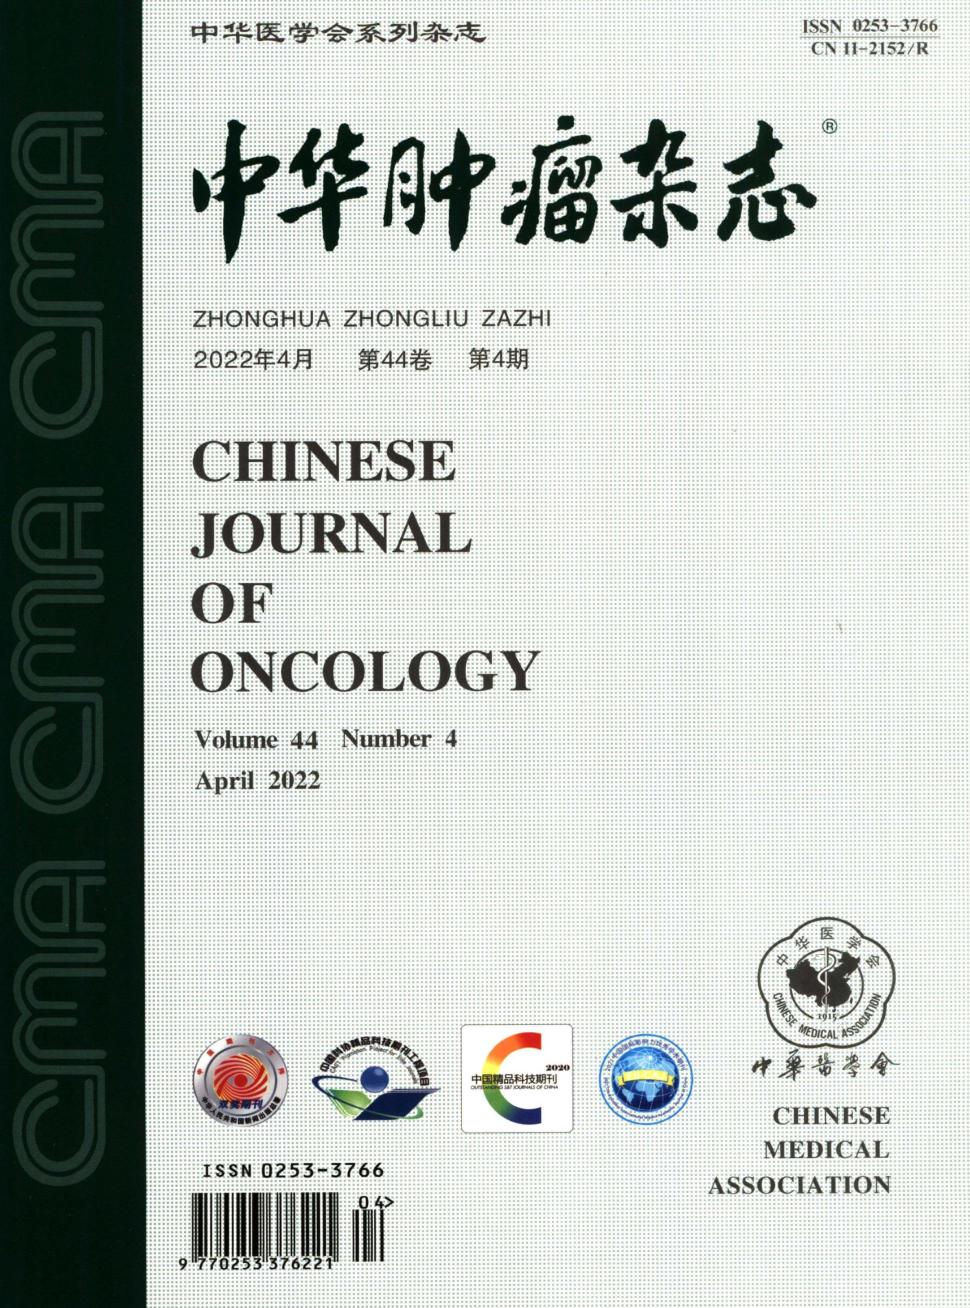 中华医学会系列杂志
ISSN 0253-3766
CN 11-2152/R
中华肿瘤杂志®
ZHONGHUA ZHONGLIU ZAZHI
2022年4月 第44卷 第4期
CHINESE
JOURNAL
OF
ONCOLOGY
Volume 44 Number 4
April 2022
CMA CMA CMA
中华医学会
CHINESE MEDICAL ASSOCIATION
1915
中華醫學會
CHINESE
MEDICAL
ASSOCIATION
双奖期刊
2020
中国精品科技期刊
OUTSTANDING S&T JOURNALS OF CHINA
ISSN 0253-3766
04>
9 770253 376221